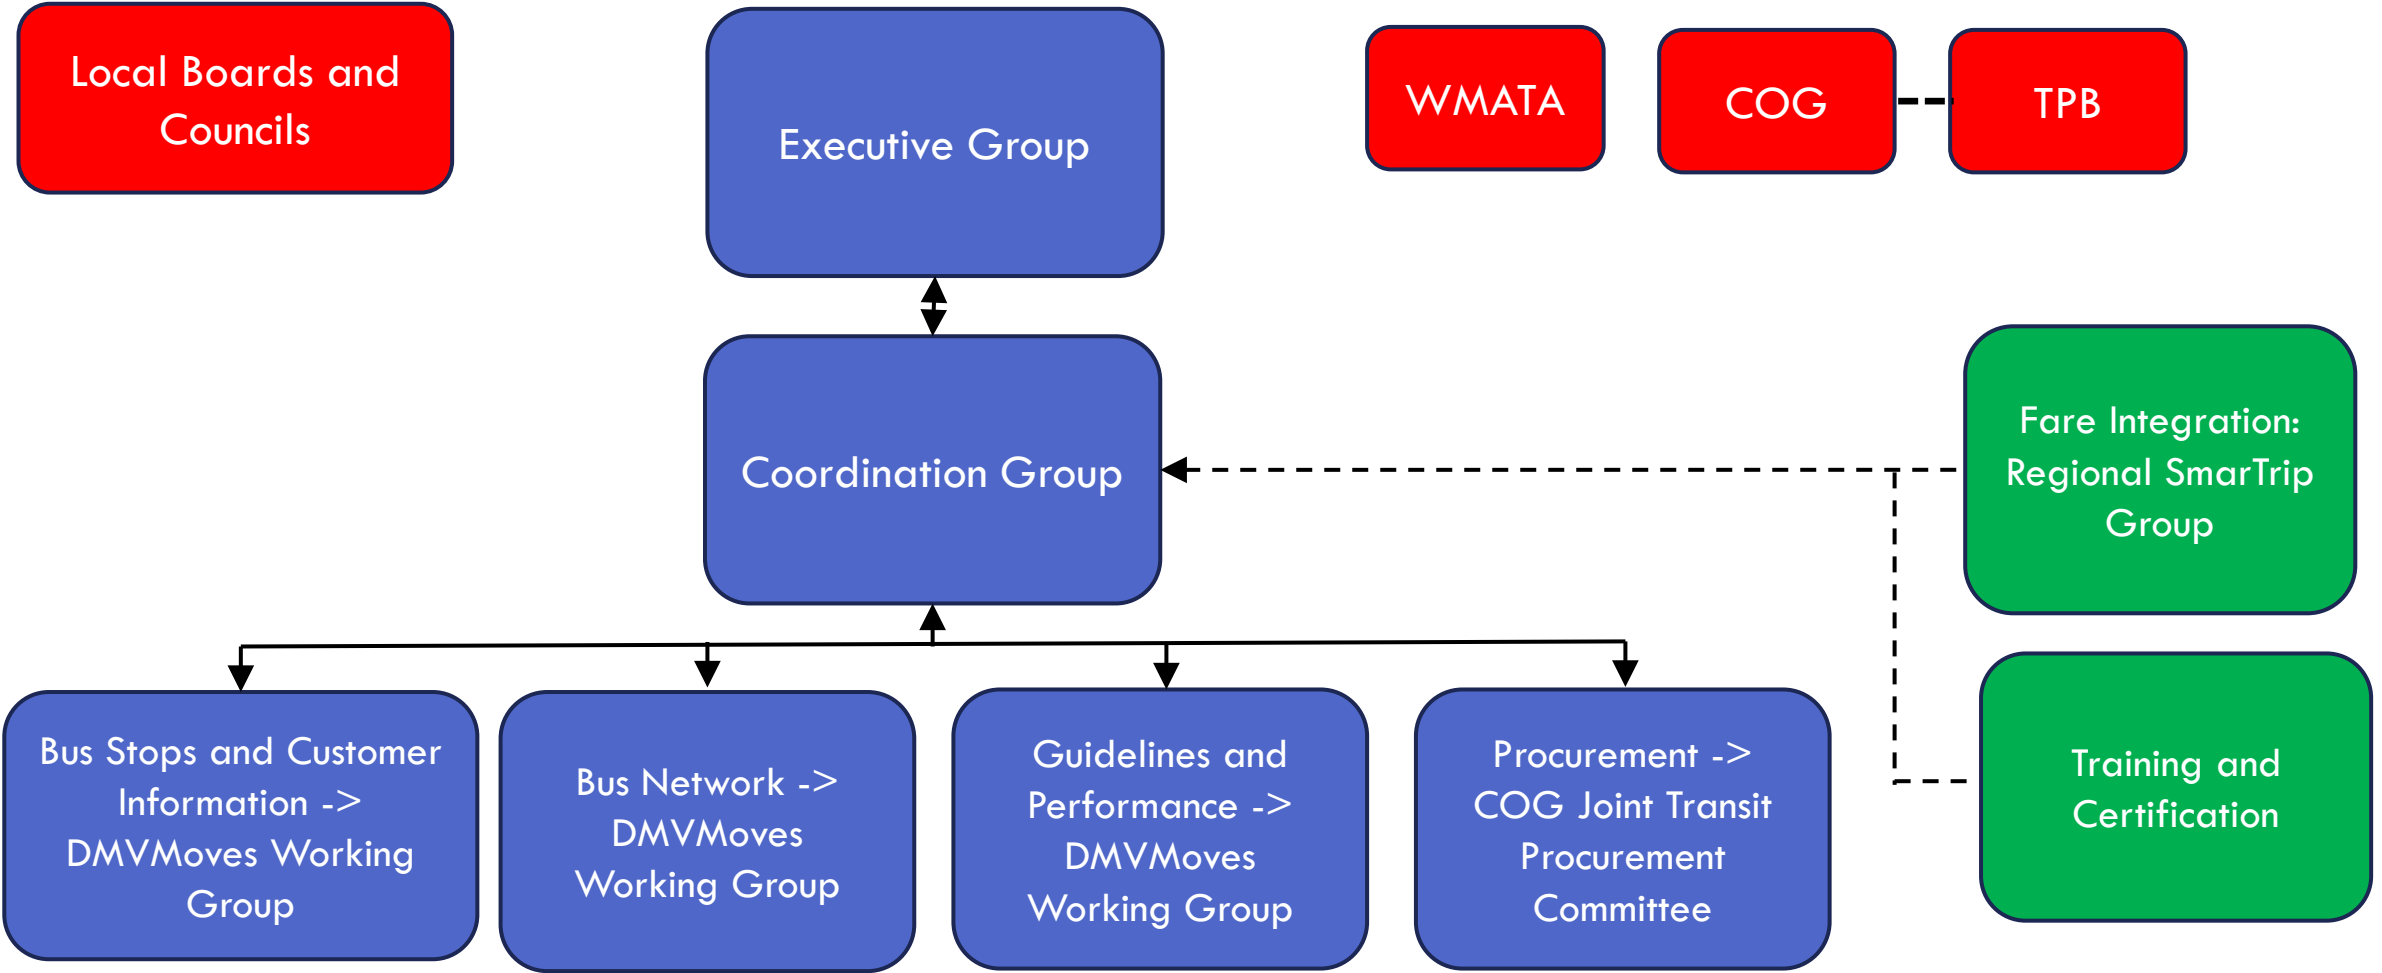 Local Boards and
Councils
Executive Group
WMATA
COG
TPB
Coordination Group
Fare Integration:
Regional SmarTrip
Group
Bus Stops and Customer
Information ->
DMVMoves Working
Group
Bus Network ->
DMVMoves
Working Group
Guidelines and
Performance ->
DMVMoves
Working Group
Procurement ->
COG Joint Transit
Procurement
Committee
Training and
Certification